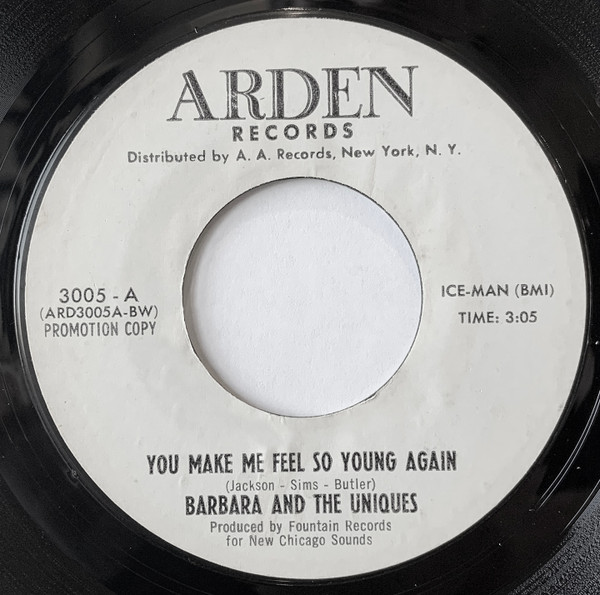 ARDEN
RECORDS
Distributed by A. A. Records, New York, N. Y.
3005 - A
(ARD3005A-BW)
PROMOTION COPY
ICE-MAN (BMI)
TIME: 3:05
YOU MAKE ME FEEL SO YOUNG AGAIN
(Jackson - Sims - Butler)
BARBARA AND THE UNIQUES
Produced by Fountain Records
for New Chicago Sounds